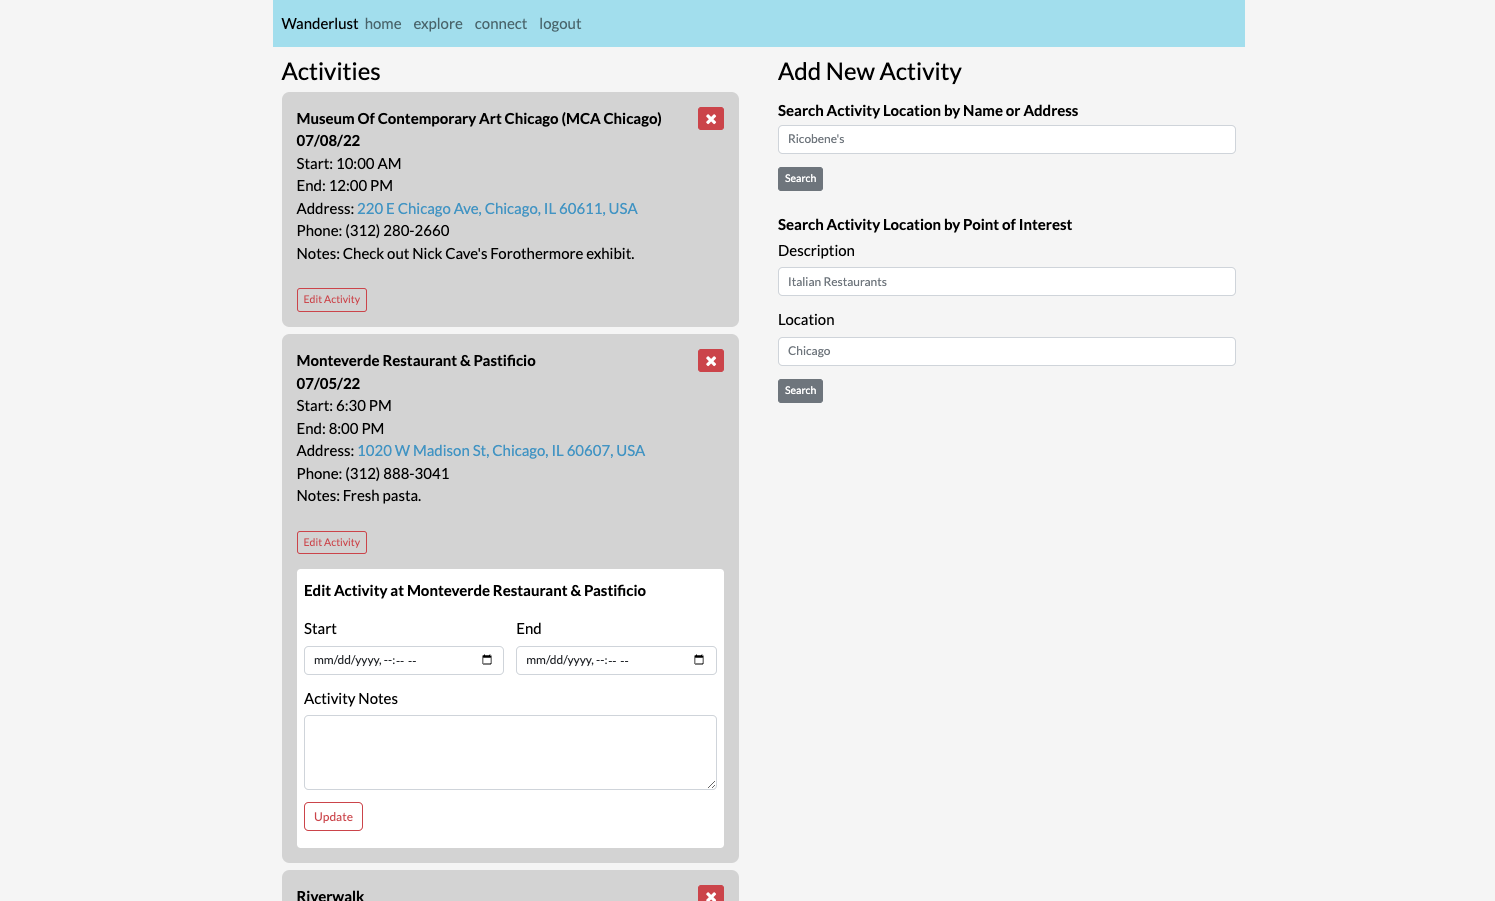 Wanderlust home explore connect logout
Activities
Museum Of Contemporary Art Chicago (MCA Chicago)
07/08/22
Start: 10:00 AM
End: 12:00 PM
Address: 220 E Chicago Ave, Chicago, IL 60611, USA
Phone: (312) 280-2660
Notes: Check out Nick Cave's Forothermore exhibit.
Edit Activity
Monteverde Restaurant & Pastificio
07/05/22
Start: 6:30 PM
End: 8:00 PM
Address: 1020 W Madison St, Chicago, IL 60607, USA
Phone: (312) 888-3041
Notes: Fresh pasta.
Edit Activity
Edit Activity at Monteverde Restaurant & Pastificio
Start
End
mm/dd/yyyy, --:-- --
mm/dd/yyyy, --:-- --
Activity Notes
Update
Riverwalk
Add New Activity
Search Activity Location by Name or Address
Ricobene's
Search
Search Activity Location by Point of Interest
Description
Italian Restaurants
Location
Chicago
Search